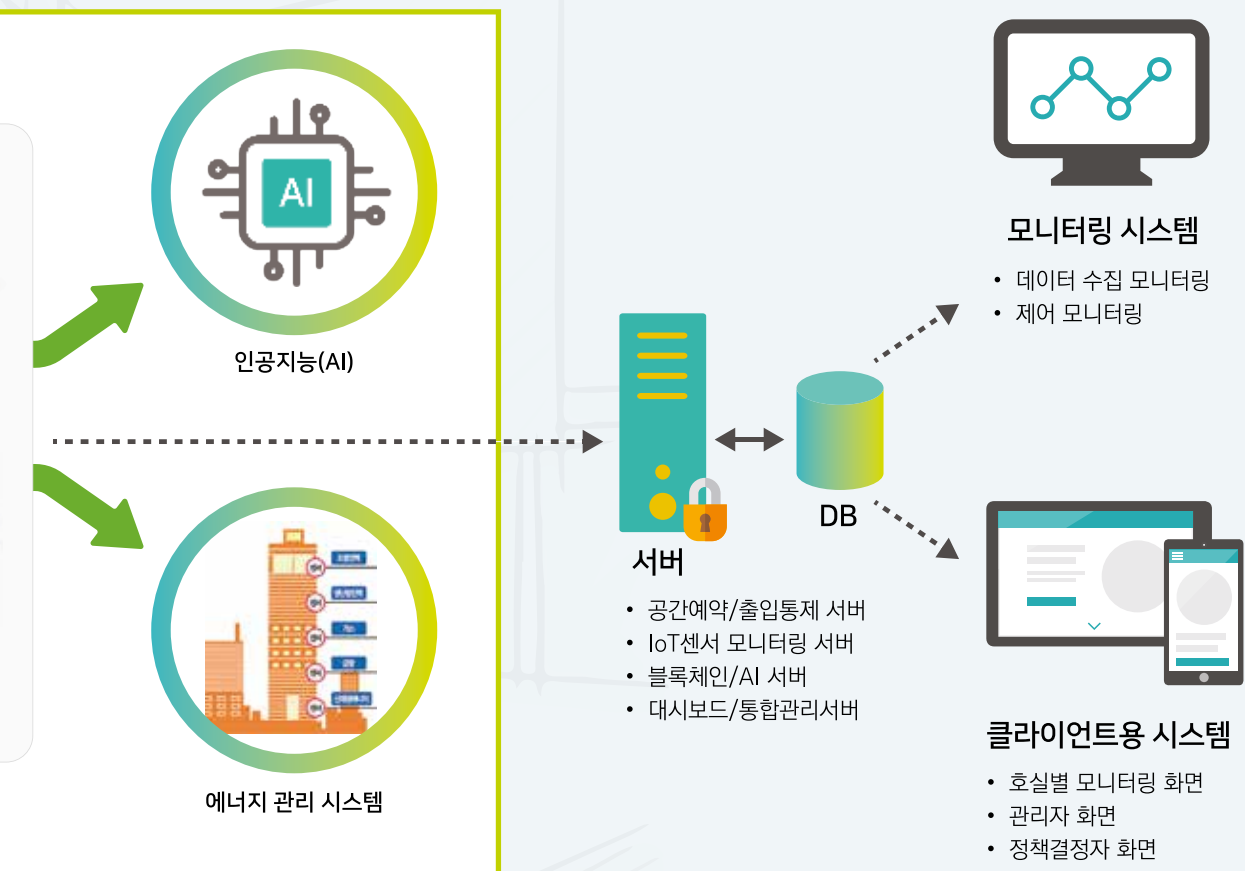 AI
인공지능(AI)
에너지 관리 시스템
서버
• 공간예약/출입통제 서버
• IoT센서 모니터링 서버
• 블록체인/AI 서버
• 대시보드/통합관리서버
DB
모니터링 시스템
• 데이터 수집 모니터링
• 제어 모니터링
클라이언트용 시스템
• 호실별 모니터링 화면
• 관리자 화면
• 정책결정자 화면